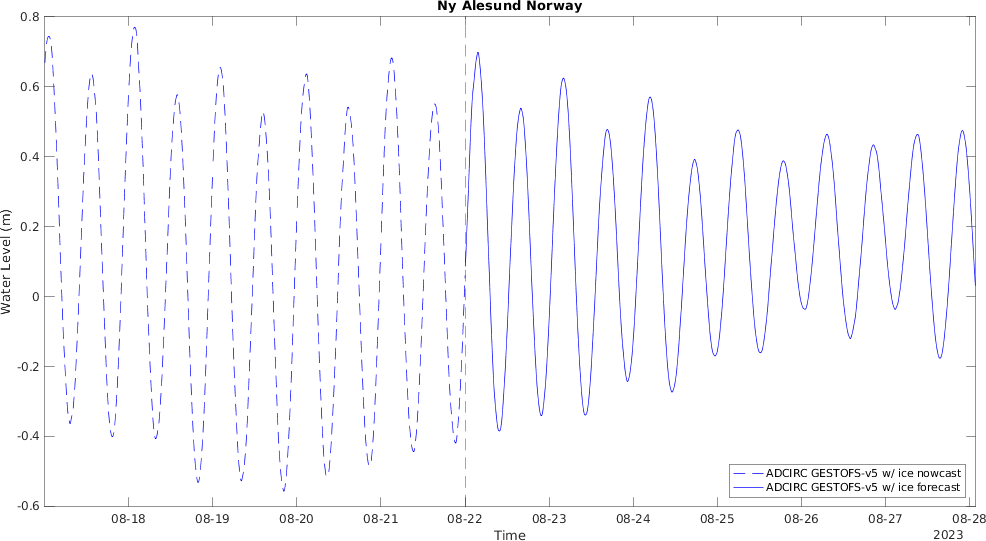 Ny Alesund Norway
Water Level (m)
0.8
0.6
0.4
0.2
0
-0.2
-0.4
-0.6
ADCIRC GESTOFS-v5 w/ ice nowcast
ADCIRC GESTOFS-v5 w/ ice forecast
08-18 08-19 08-20 08-21 08-22 08-23 08-24 08-25 08-26 08-27 08-28
Time
2023